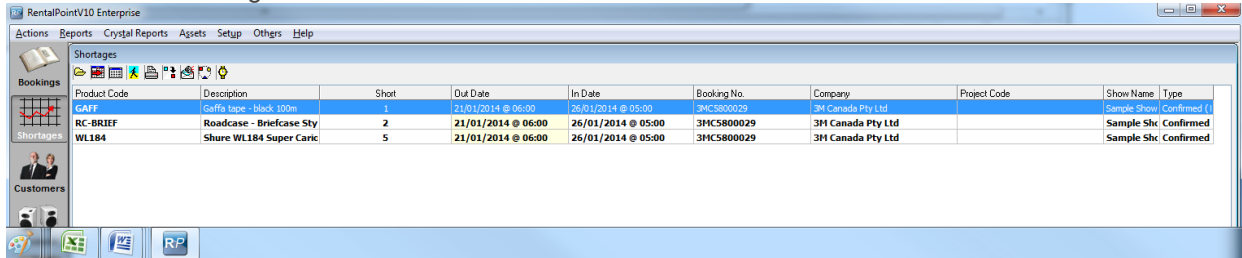 RentalPointV10 Enterprise
Actions Reports Crystal Reports Assets Setup Others Help
Shortages
Bookings
Product Code Description Short Out Date In Date Booking No. Company Project Code Show Name Type
GAFF Gaffa tape - black 100m 1 21/01/2014 @ 06:00 26/01/2014 @ 05:00 3MC5800029 3M Canada Pty Ltd Sample Show Confirmed (
RC-BRIEF Roadcase - Briefcase Sty 2 21/01/2014 @ 06:00 26/01/2014 @ 05:00 3MC5800029 3M Canada Pty Ltd Sample Sho Confirmed
Shortages
WL184 Shure WL184 Super Caric 5 21/01/2014 @ 06:00 26/01/2014 @ 05:00 3MC5800029 3M Canada Pty Ltd Sample Sho Confirmed
Customers
RP